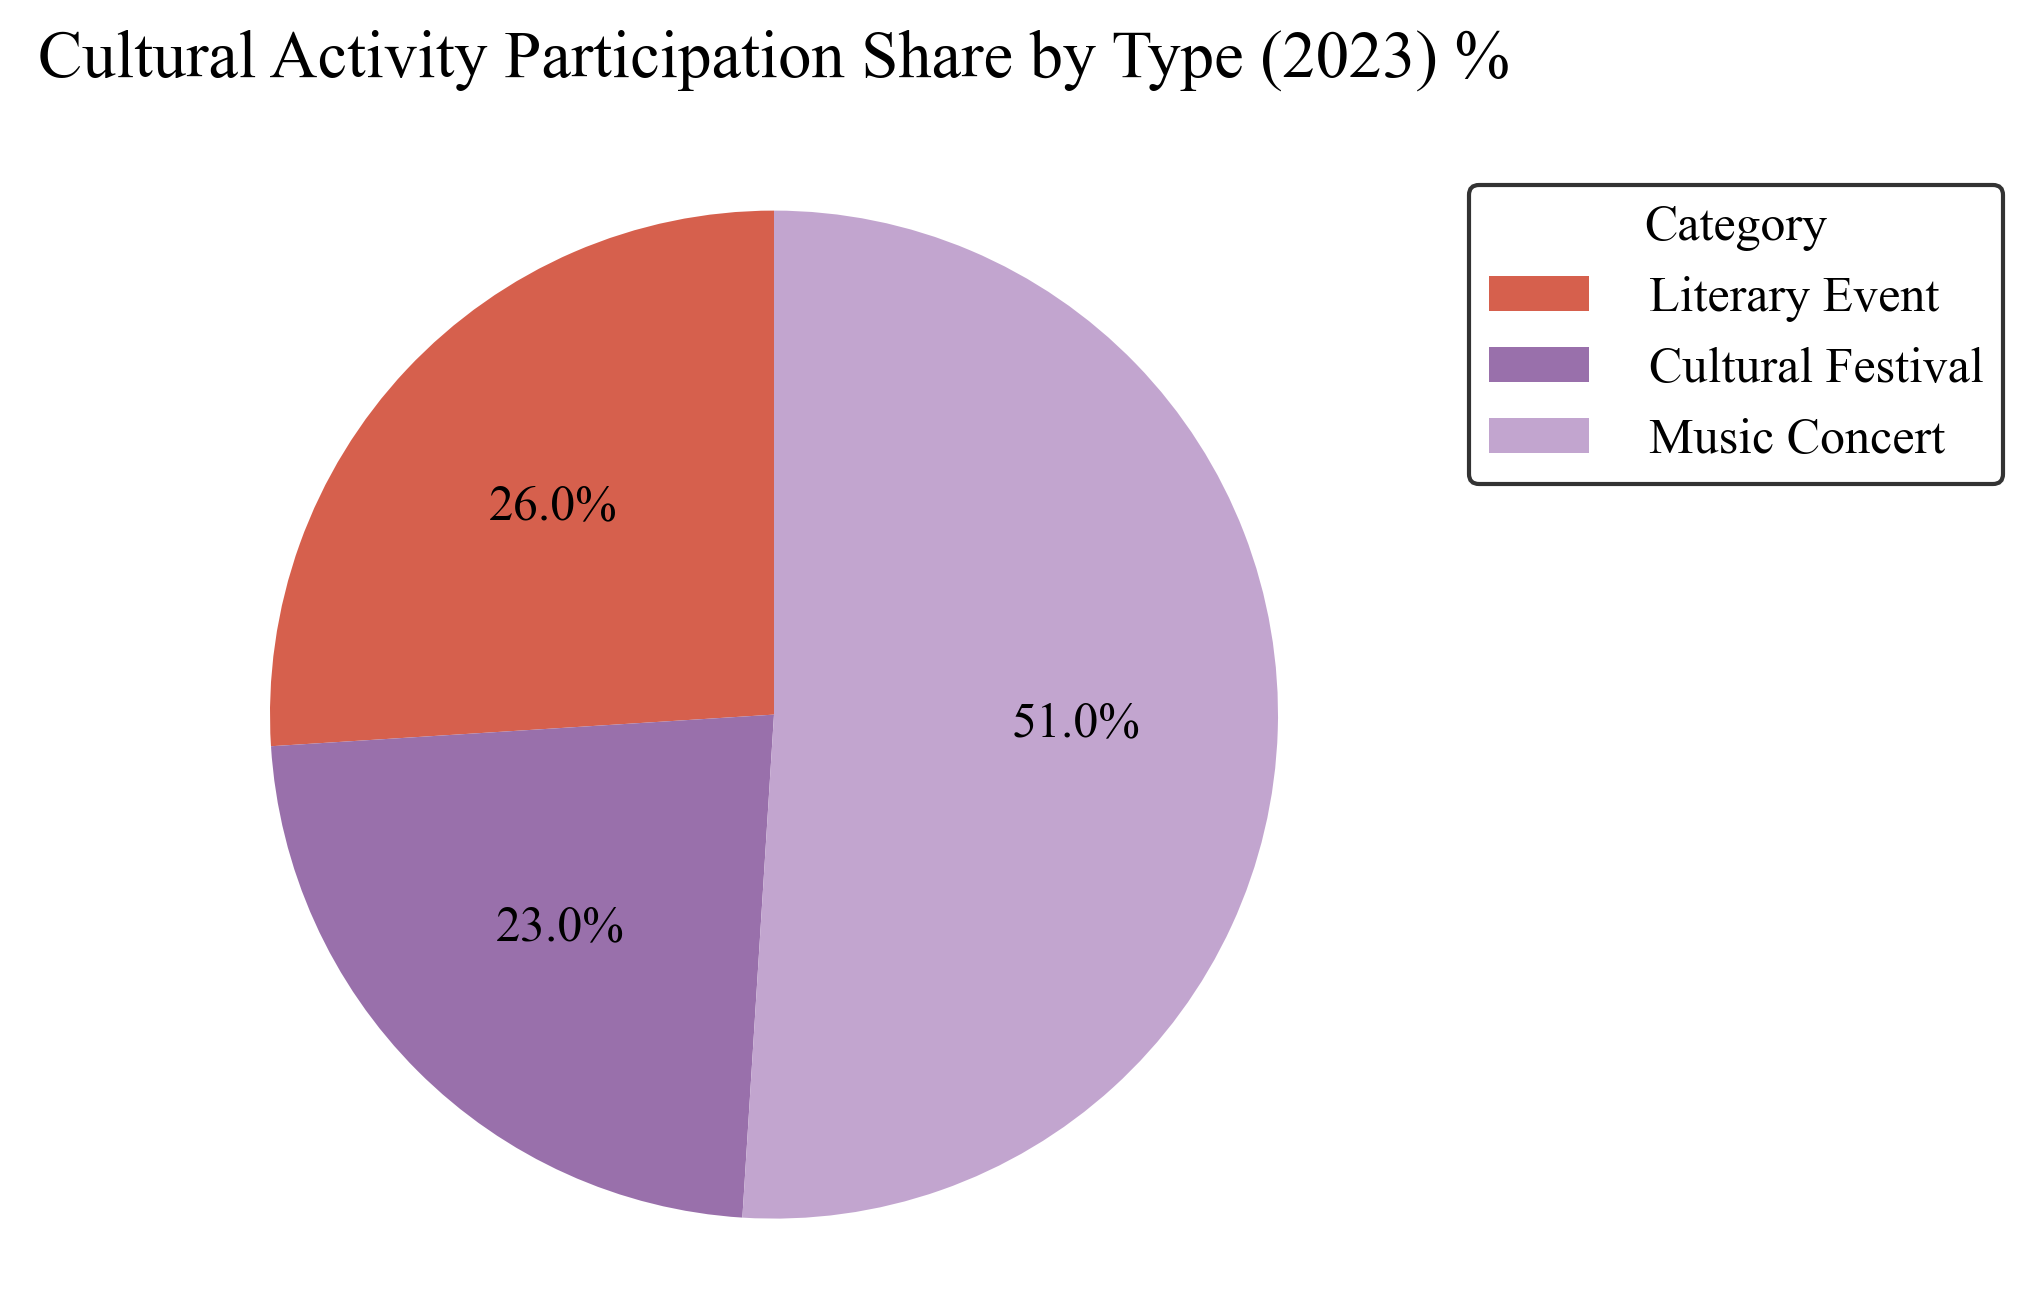 Cultural Activity Participation Share by Type (2023) %
Category
Literary Event
Cultural Festival
Music Concert
26.0%
51.0%
23.0%